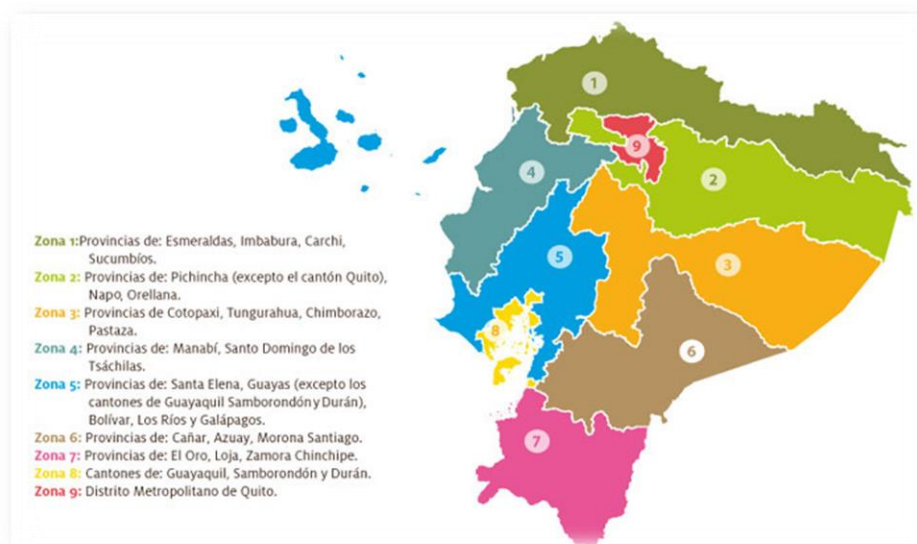 Zona 1:Provincias de: Esmeraldas, Imbabura, Carchi,
Sucumbíos.
Zona 2: Provincias de: Pichincha (excepto el cantón Quito),
Napo, Orellana.
Zona 3: Provincias de Cotopaxi, Tungurahua, Chimborazo,
Pastaza.
Zona 4: Provincias de: Manabí, Santo Domingo de los
Tsáchilas.
Zona 5: Provincias de: Santa Elena, Guayas (excepto los
cantones de Guayaquil Samborondón y Durán),
Bolívar, Los Ríos y Galápagos.
Zona 6: Provincias de: Cañar, Azuay, Morona Santiago.
Zona 7: Provincias de: El Oro, Loja, Zamora Chinchipe.
Zona 8: Cantones de: Guayaquil, Samborondón y Durán.
Zona 9: Distrito Metropolitano de Quito.
1
9
4
2
5
3
8
6
7